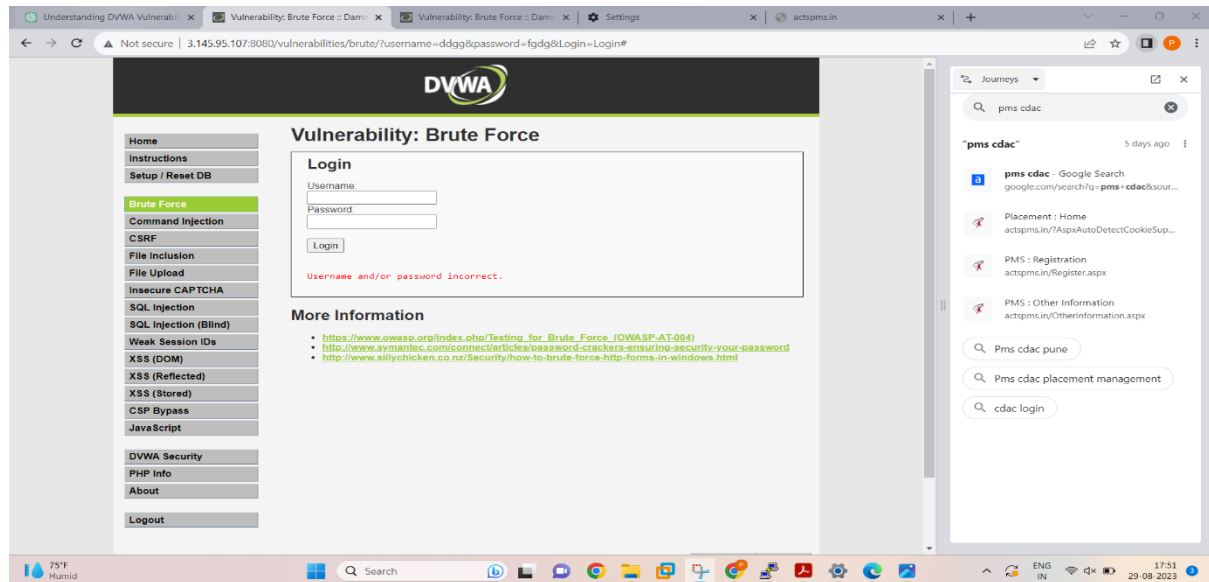 Understanding DVWA Vulnerabil
Vulnerability: Brute Force :: Damn
Vulnerability: Brute Force :: Damn
Settings
actspms.in
Not secure
3.145.95.107:8080/vulnerabilities/brute/?username=ddgg&password=fgdg&Login=Login#
P
DVWA
Home
Instructions
Setup / Reset DB
Brute Force
Command Injection
CSRF
File Inclusion
File Upload
Insecure CAPTCHA
SQL Injection
SQL Injection (Blind)
Weak Session IDs
XSS (DOM)
XSS (Reflected)
XSS (Stored)
CSP Bypass
JavaScript
DVWA Security
PHP Info
About
Logout
Vulnerability: Brute Force
Login
Username:
Password:
Login
Username and/or password incorrect.
More Information
https://www.owasp.org/index.php/Testing_for_Brute_Force_(OWASP-AT-004)
http://www.symantec.com/connect/articles/password-crackers-ensuring-security-your-password
http://www.sillychicken.co.nz/Security/how-to-brute-force-http-forms-in-windows.html
Journeys
pms cdac
"pms cdac"
5 days ago
a
pms cdac - Google Search
google.com/search?q=pms+cdac&sour...
Placement : Home
actspms.in/?AspxAutoDetectCookieSup...
PMS : Registration
actspms.in/Register.aspx
PMS : Other Information
actspms.in/OtherInformation.aspx
Pms cdac pune
Pms cdac placement management
cdac login
75°F
Humid
Search
ENG
IN
17:51
29-08-2023
3